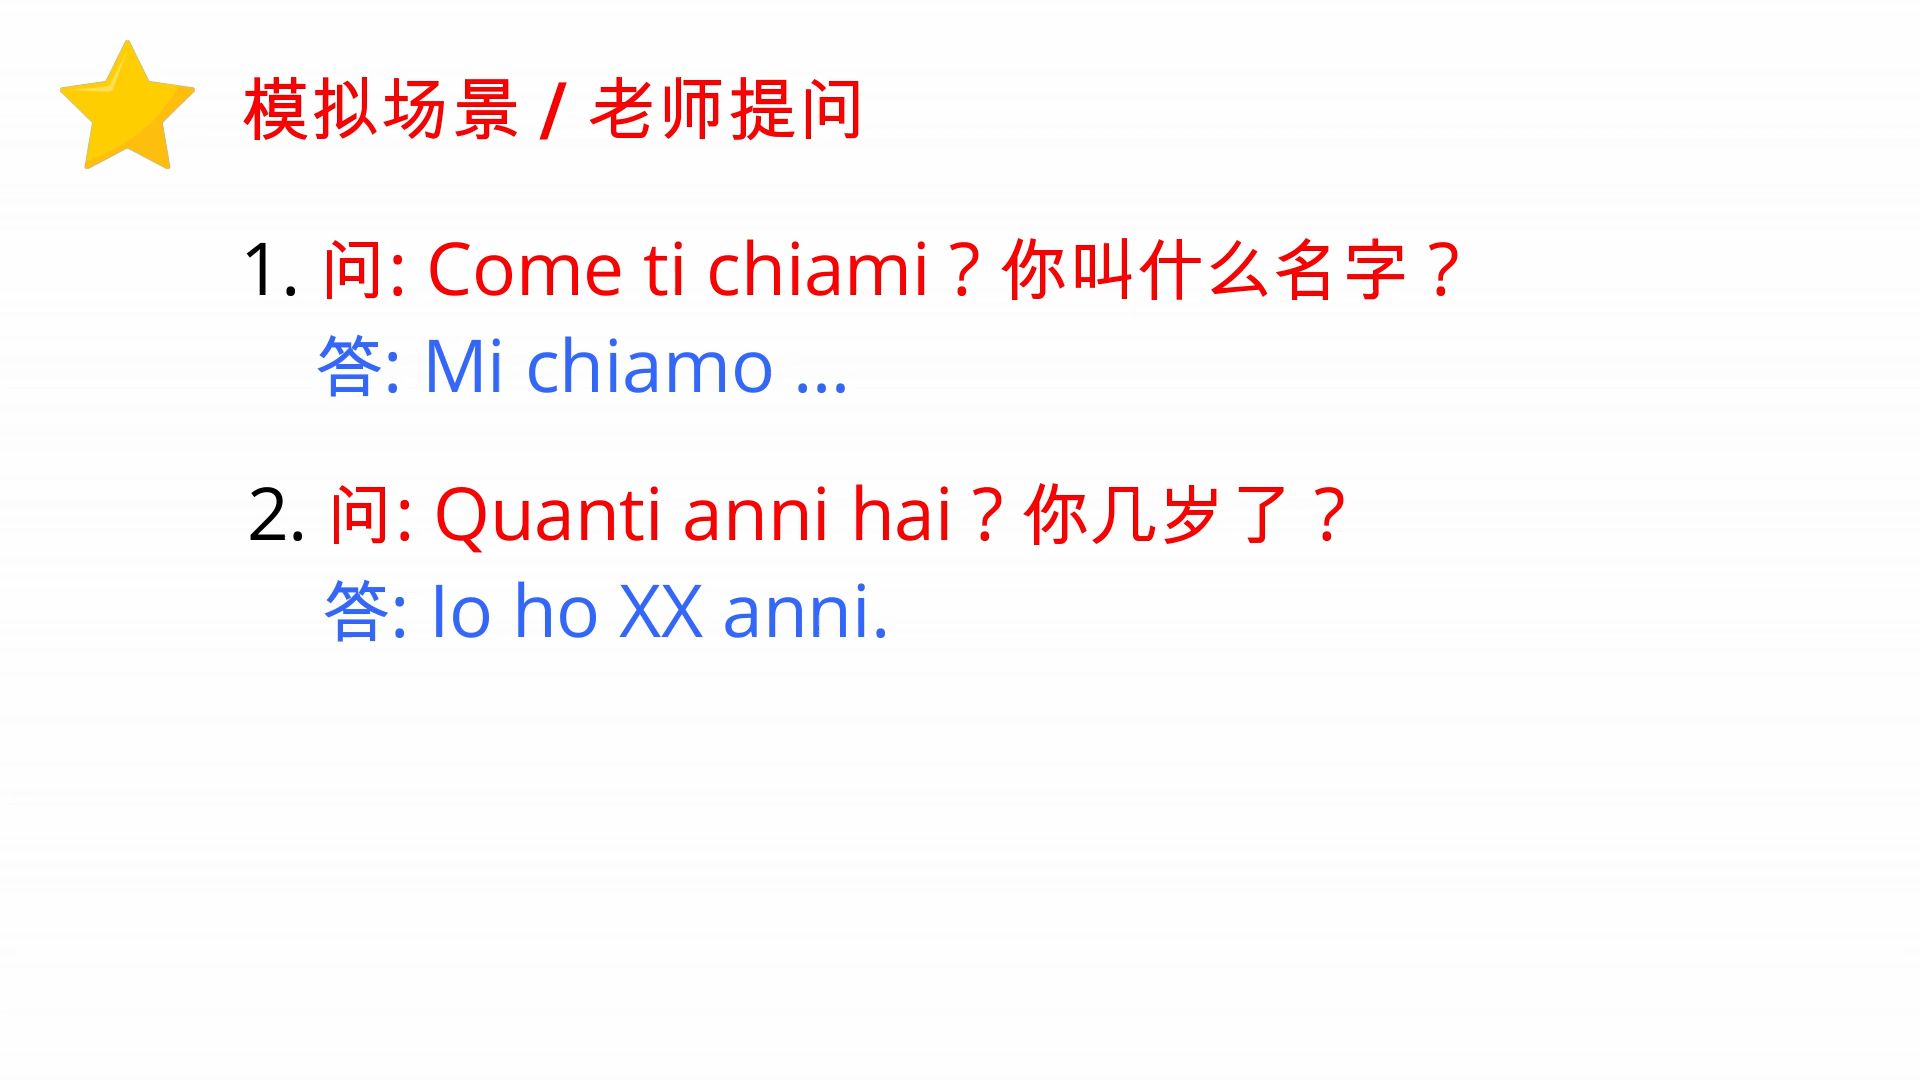 模拟场景 / 老师提问
1. 问: Come ti chiami？你叫什么名字？
答: Mi chiamo ...
2. 问: Quanti anni hai？你几岁了？
答: Io ho XX anni.